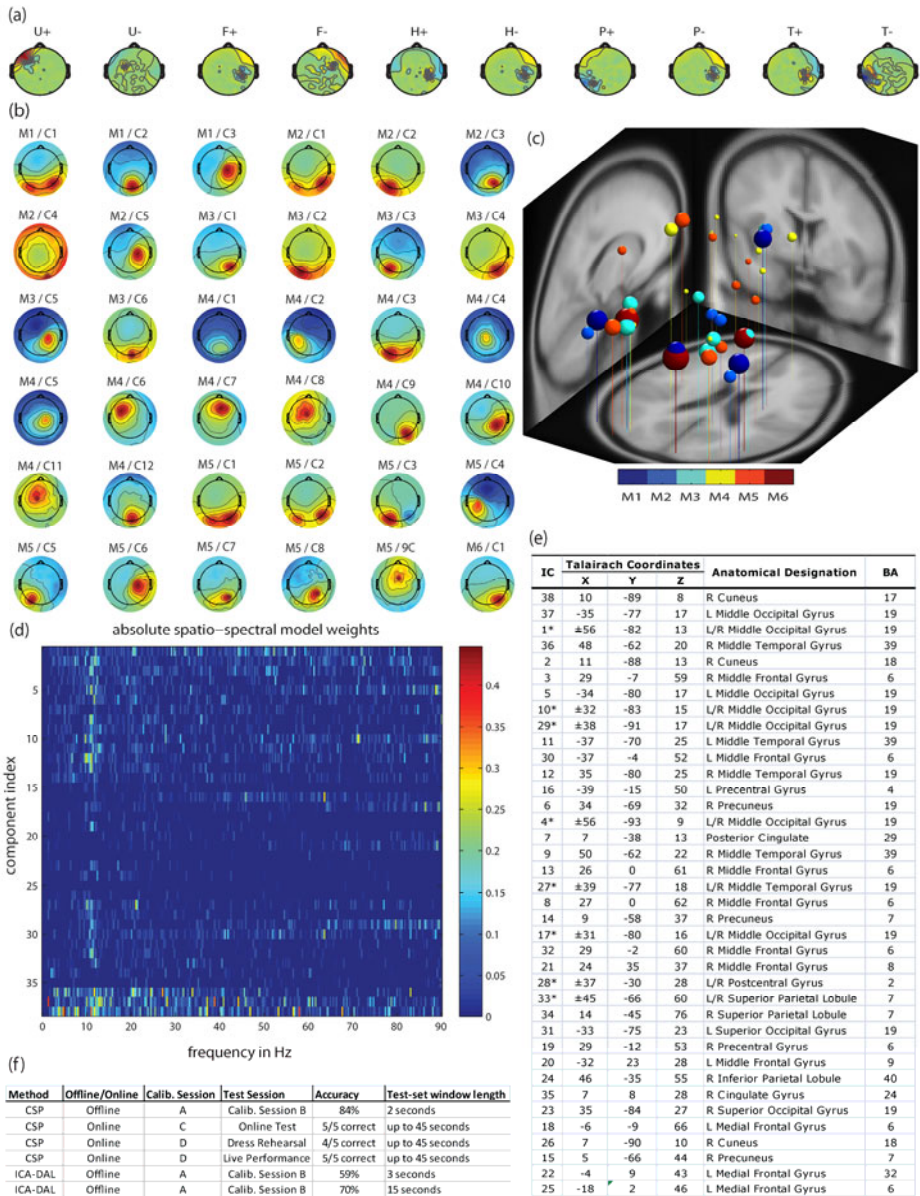 (a)
U+ U- F+ F- H+ H- P+ P- T+ T-
(b)
M1 / C1 M1 / C2 M1 / C3 M2 / C1 M2 / C2 M2 / C3
M2 / C4 M2 / C5 M3 / C1 M3 / C2 M3 / C3 M3 / C4
M3 / C5 M3 / C6 M4 / C1 M4 / C2 M4 / C3 M4 / C4
M4 / C5 M4 / C6 M4 / C7 M4 / C8 M4 / C9 M4 / C10
M4 / C11 M4 / C12 M5 / C1 M5 / C2 M5 / C3 M5 / C4
M5 / C5 M5 / C6 M5 / C7 M5 / C8 M5 / 9C M6 / C1
(c)
M1 M2 M3 M4 M5 M6
(d)
absolute spatio-spectral model weights
component index
5
10
15
20
25
30
35
0 10 20 30 40 50 60 70 80 90
frequency in Hz
0.4
0.35
0.3
0.25
0.2
0.15
0.1
0.05
0
(e)
IC Talairach Coordinates Anatomical Designation BA
X Y Z
38 10 -89 8 R Cuneus 17
37 -35 -77 17 L Middle Occipital Gyrus 19
1* ±56 -82 13 L/R Middle Occipital Gyrus 19
36 48 -62 20 R Middle Temporal Gyrus 39
2 11 -88 13 R Cuneus 18
3 29 -7 59 R Middle Frontal Gyrus 6
5 -34 -80 17 L Middle Occipital Gyrus 19
10* ±32 -83 15 L/R Middle Occipital Gyrus 19
29* ±38 -91 17 L/R Middle Occipital Gyrus 19
11 -37 -70 25 L Middle Temporal Gyrus 39
30 -37 -4 52 L Middle Frontal Gyrus 6
12 35 -80 25 R Middle Temporal Gyrus 19
16 -39 -15 50 L Precentral Gyrus 4
6 34 -69 32 R Precuneus 19
4* ±56 -93 9 L/R Middle Occipital Gyrus 19
7 7 -38 13 Posterior Cingulate 29
9 50 -62 22 R Middle Temporal Gyrus 39
13 26 0 61 R Middle Frontal Gyrus 6
27* ±39 -77 18 L/R Middle Temporal Gyrus 19
8 27 0 62 R Middle Frontal Gyrus 6
14 9 -58 37 R Precuneus 7
17* ±31 -80 16 L/R Middle Occipital Gyrus 19
32 29 -2 60 R Middle Frontal Gyrus 6
21 24 35 37 R Middle Frontal Gyrus 8
28* ±37 -30 28 L/R Postcentral Gyrus 2
33* ±45 -66 60 L/R Superior Parietal Lobule 7
34 14 -45 76 R Superior Parietal Lobule 7
31 -33 -75 23 L Superior Occipital Gyrus 19
19 29 -12 53 R Precentral Gyrus 6
20 -32 23 28 L Middle Frontal Gyrus 9
24 46 -35 55 R Inferior Parietal Lobule 40
35 7 8 28 R Cingulate Gyrus 24
23 35 -84 27 R Superior Occipital Gyrus 19
18 -6 -9 66 L Medial Frontal Gyrus 6
26 7 -90 10 R Cuneus 18
15 5 -66 44 R Precuneus 7
22 -4 9 43 L Medial Frontal Gyrus 32
25 -18 2 46 L Medial Frontal Gyrus 6
(f)
Method Offline/Online Calib. Session Test Session Accuracy Test-set window length
CSP Offline A Calib. Session B 84% 2 seconds
CSP Online C Online Test 5/5 correct up to 45 seconds
CSP Online D Dress Rehearsal 4/5 correct up to 45 seconds
CSP Online D Live Performance 5/5 correct up to 45 seconds
ICA-DAL Offline A Calib. Session B 59% 3 seconds
ICA-DAL Offline A Calib. Session B 70% 15 seconds